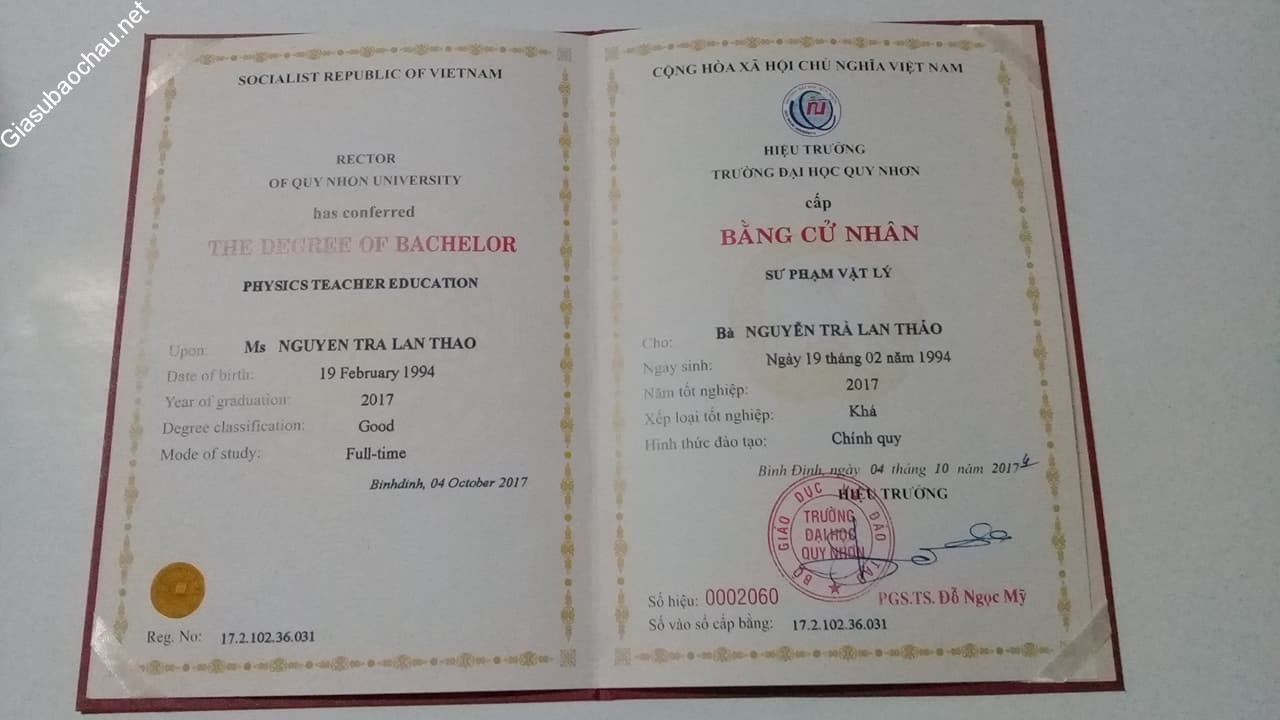 Giasubaochau.net
SOCIALIST REPUBLIC OF VIETNAM
RECTOR
OF QUY NHON UNIVERSITY
has conferred
THE DEGREE OF BACHELOR
PHYSICS TEACHER EDUCATION
Upon: Ms NGUYEN TRA LAN THAO
Date of birth: 19 February 1994
Year of graduation: 2017
Degree classification: Good
Mode of study: Full-time
Binhdinh, 04 October 2017
Reg. No: 17.2.102.36.031
CỘNG HÒA XÃ HỘI CHỦ NGHĨA VIỆT NAM
HIỆU TRƯỞNG
TRƯỜNG ĐẠI HỌC QUY NHƠN
cấp
BẰNG CỬ NHÂN
SƯ PHẠM VẬT LÝ
Cho: Bà NGUYỄN TRÀ LAN THẢO
Ngày sinh: Ngày 19 tháng 02 năm 1994
Năm tốt nghiệp: 2017
Xếp loại tốt nghiệp: Khá
Hình thức đào tạo: Chính quy
Bình Định, ngày 04 tháng 10 năm 2017
HIỆU TRƯỞNG
BỘ GIÁO DỤC VÀ ĐÀO TẠO
TRƯỜNG
ĐẠI HỌC
QUY NHƠN
PGS.TS. Đỗ Ngọc Mỹ
Số hiệu: 0002060
Số vào sổ cấp bằng: 17.2.102.36.031